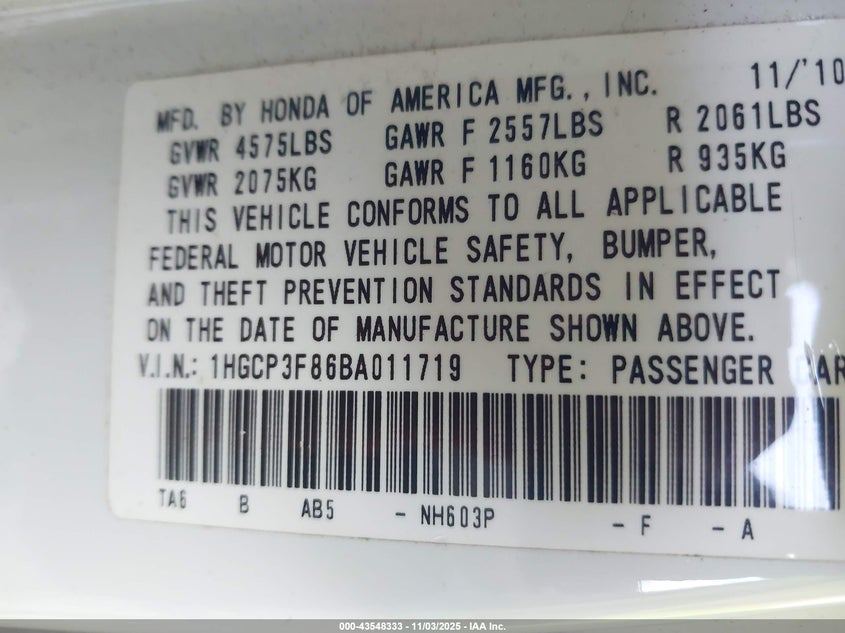 MFD. BY HONDA OF AMERICA MFG., INC. 11/'10
GVWR 4575LBS GAWR F 2557LBS R 2061LBS
GVWR 2075KG GAWR F 1160KG R 935KG
THIS VEHICLE CONFORMS TO ALL APPLICABLE
FEDERAL MOTOR VEHICLE SAFETY, BUMPER,
AND THEFT PREVENTION STANDARDS IN EFFECT
ON THE DATE OF MANUFACTURE SHOWN ABOVE.
V.I.N.: 1HGCP3F86BA011719 TYPE: PASSENGER CAR
TA6 B AB5 - NH603P - F - A
000-43548333 - 11/03/2025 - IAA Inc.